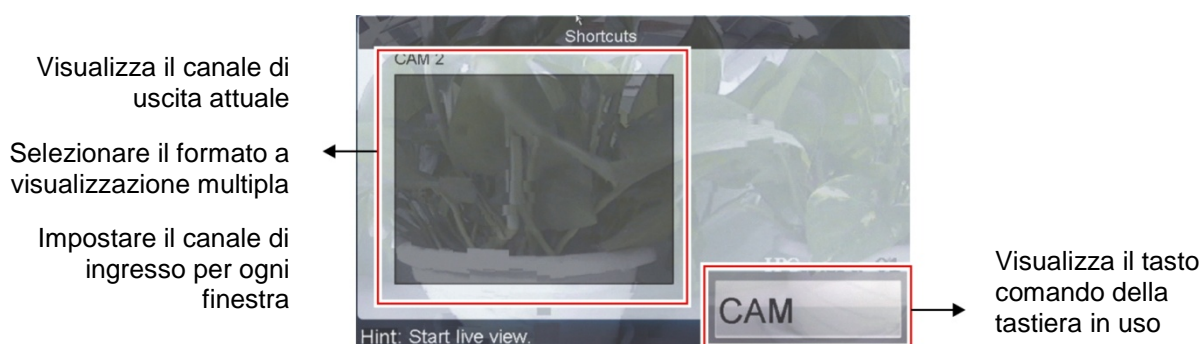 Visualizza il canale di
uscita attuale
Selezionare il formato a
visualizzazione multipla
Impostare il canale di
ingresso per ogni
finestra
Shortcuts
CAM 2
CAM
Hint: Start live view.
Visualizza il tasto
comando della
tastiera in uso